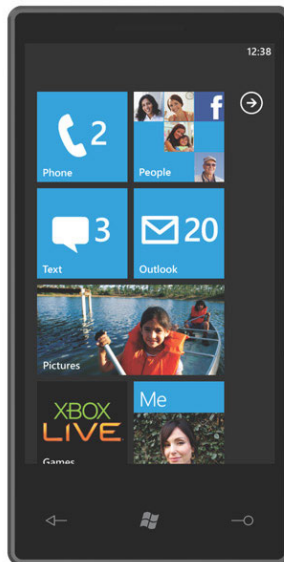 12:38
2
Phone
f
People
3
Text
20
Outlook
Pictures
XBOX
LIVE
Games
Me